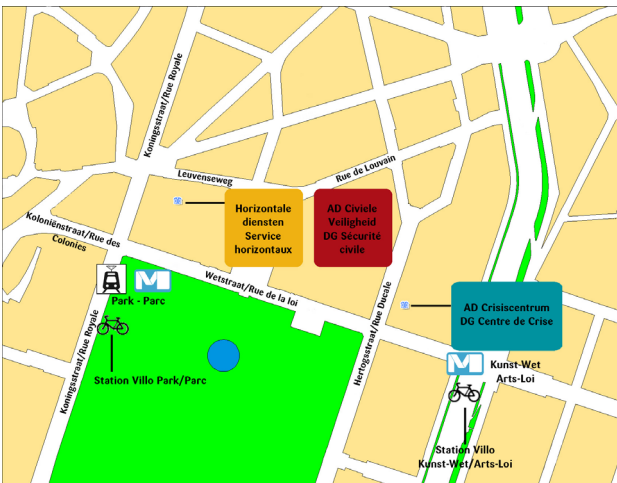 Koningsstraat/Rue Royale
Leuvenseweg
Rue de Louvain
Horizontale
diensten
Service
horizontaux
AD Civiele
Veiligheid
DG Sécurité
civile
Koloniënstraat/Rue des
Colonies
Wetstraat/Rue de la loi
Park - Parc
Hertogsstraat/Rue Ducale
AD Crisiscentrum
DG Centre de Crise
Koningsstraat/Rue Royale
Station Villo Park/Parc
Kunst-Wet
Arts-Loi
Station Villo
Kunst-Wet/Arts-Loi